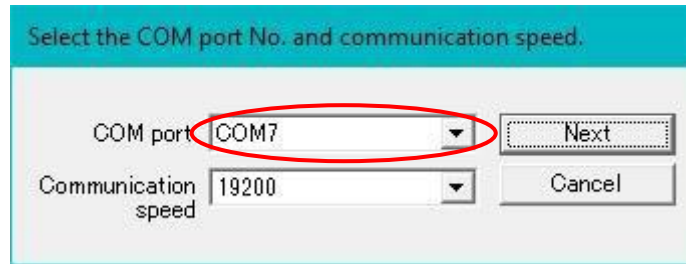 Select the COM port No. and communication speed.
COM port COM7 Next
Communication speed 19200 Cancel